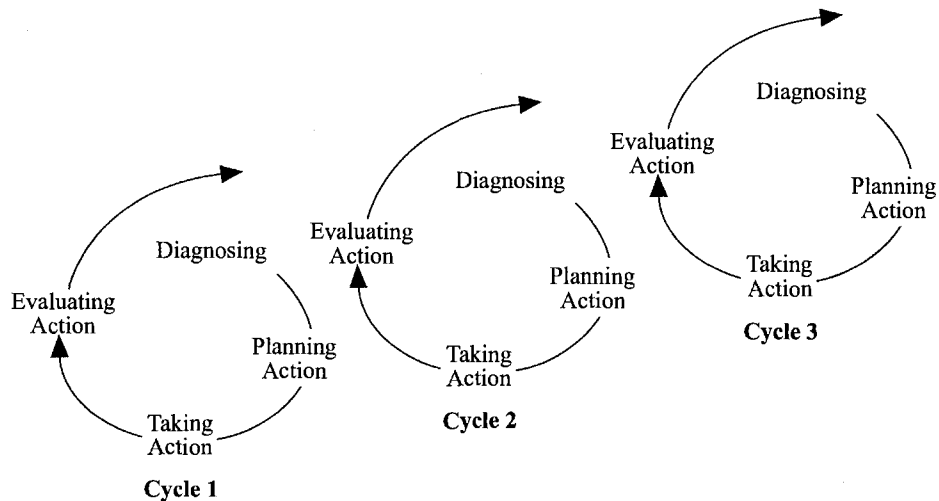 Diagnosing
Planning
Action
Taking
Action
Evaluating
Action
Cycle 1
Diagnosing
Planning
Action
Taking
Action
Evaluating
Action
Cycle 2
Diagnosing
Planning
Action
Taking
Action
Evaluating
Action
Cycle 3